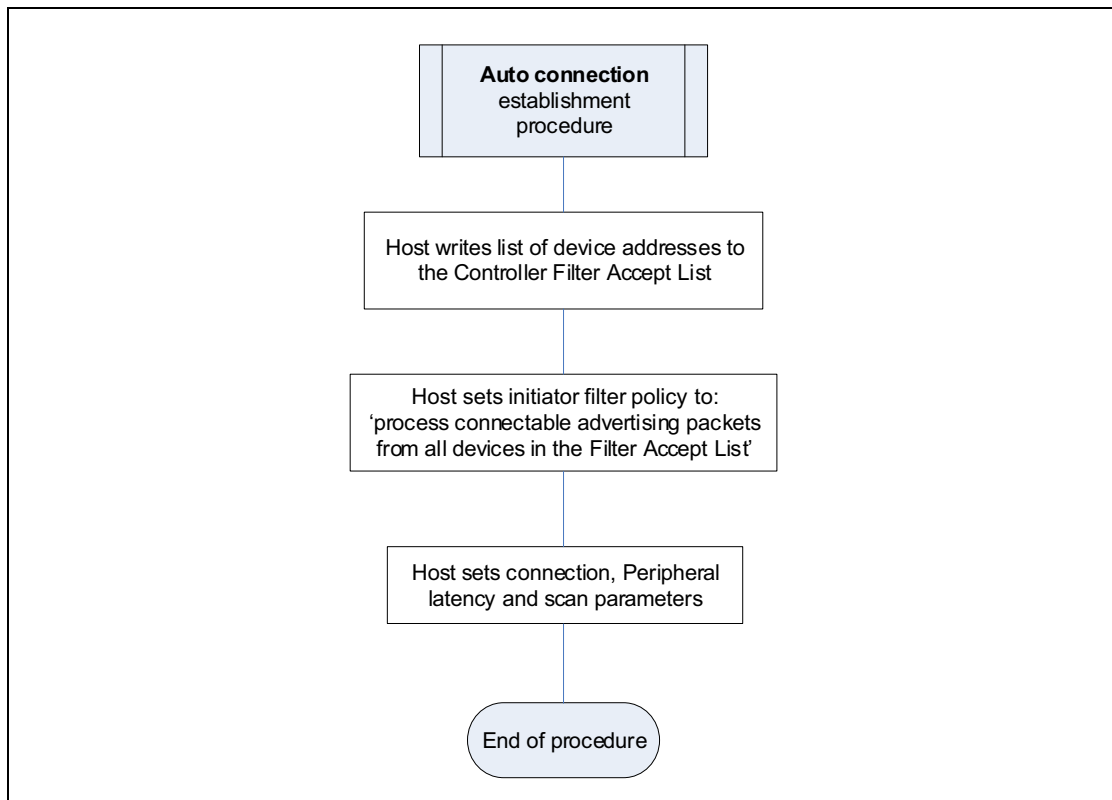 Auto connection
establishment
procedure
Host writes list of device addresses to
the Controller Filter Accept List
Host sets initiator filter policy to:
‘process connectable advertising packets
from all devices in the Filter Accept List’
Host sets connection, Peripheral
latency and scan parameters
End of procedure